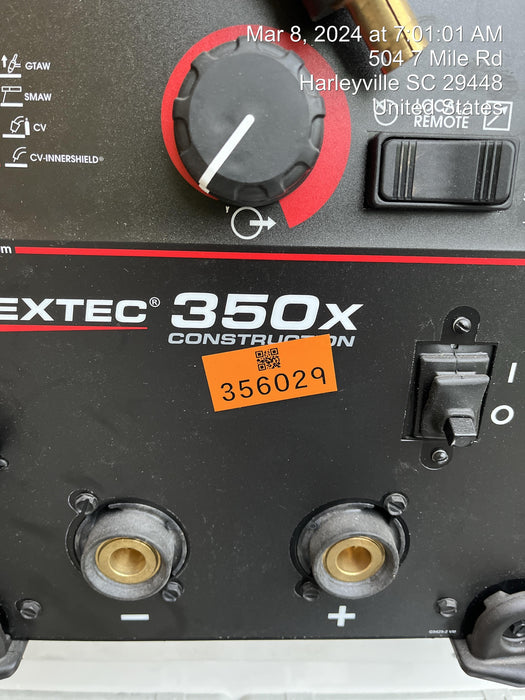 Mar 8, 2024 at 7:01:01 AM
504 7 Mile Rd
Harleyville SC 29448
United States
GTAW
SMAW
CV
CV-INNERSHIELD®
LOCAL
REMOTE
EXTEC® 350X
CONSTRUCTION
356029
I
O
- +